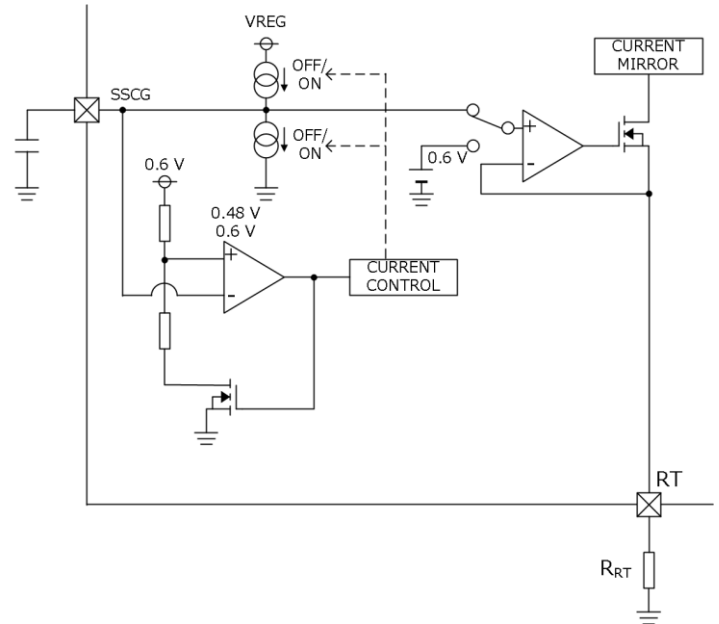 VREG
CURRENT
MIRROR
OFF/
ON
SSCG
+
-
OFF/
ON
0.6 V
0.6 V
0.48 V
0.6 V
+
-
CURRENT
CONTROL
RT
RRT